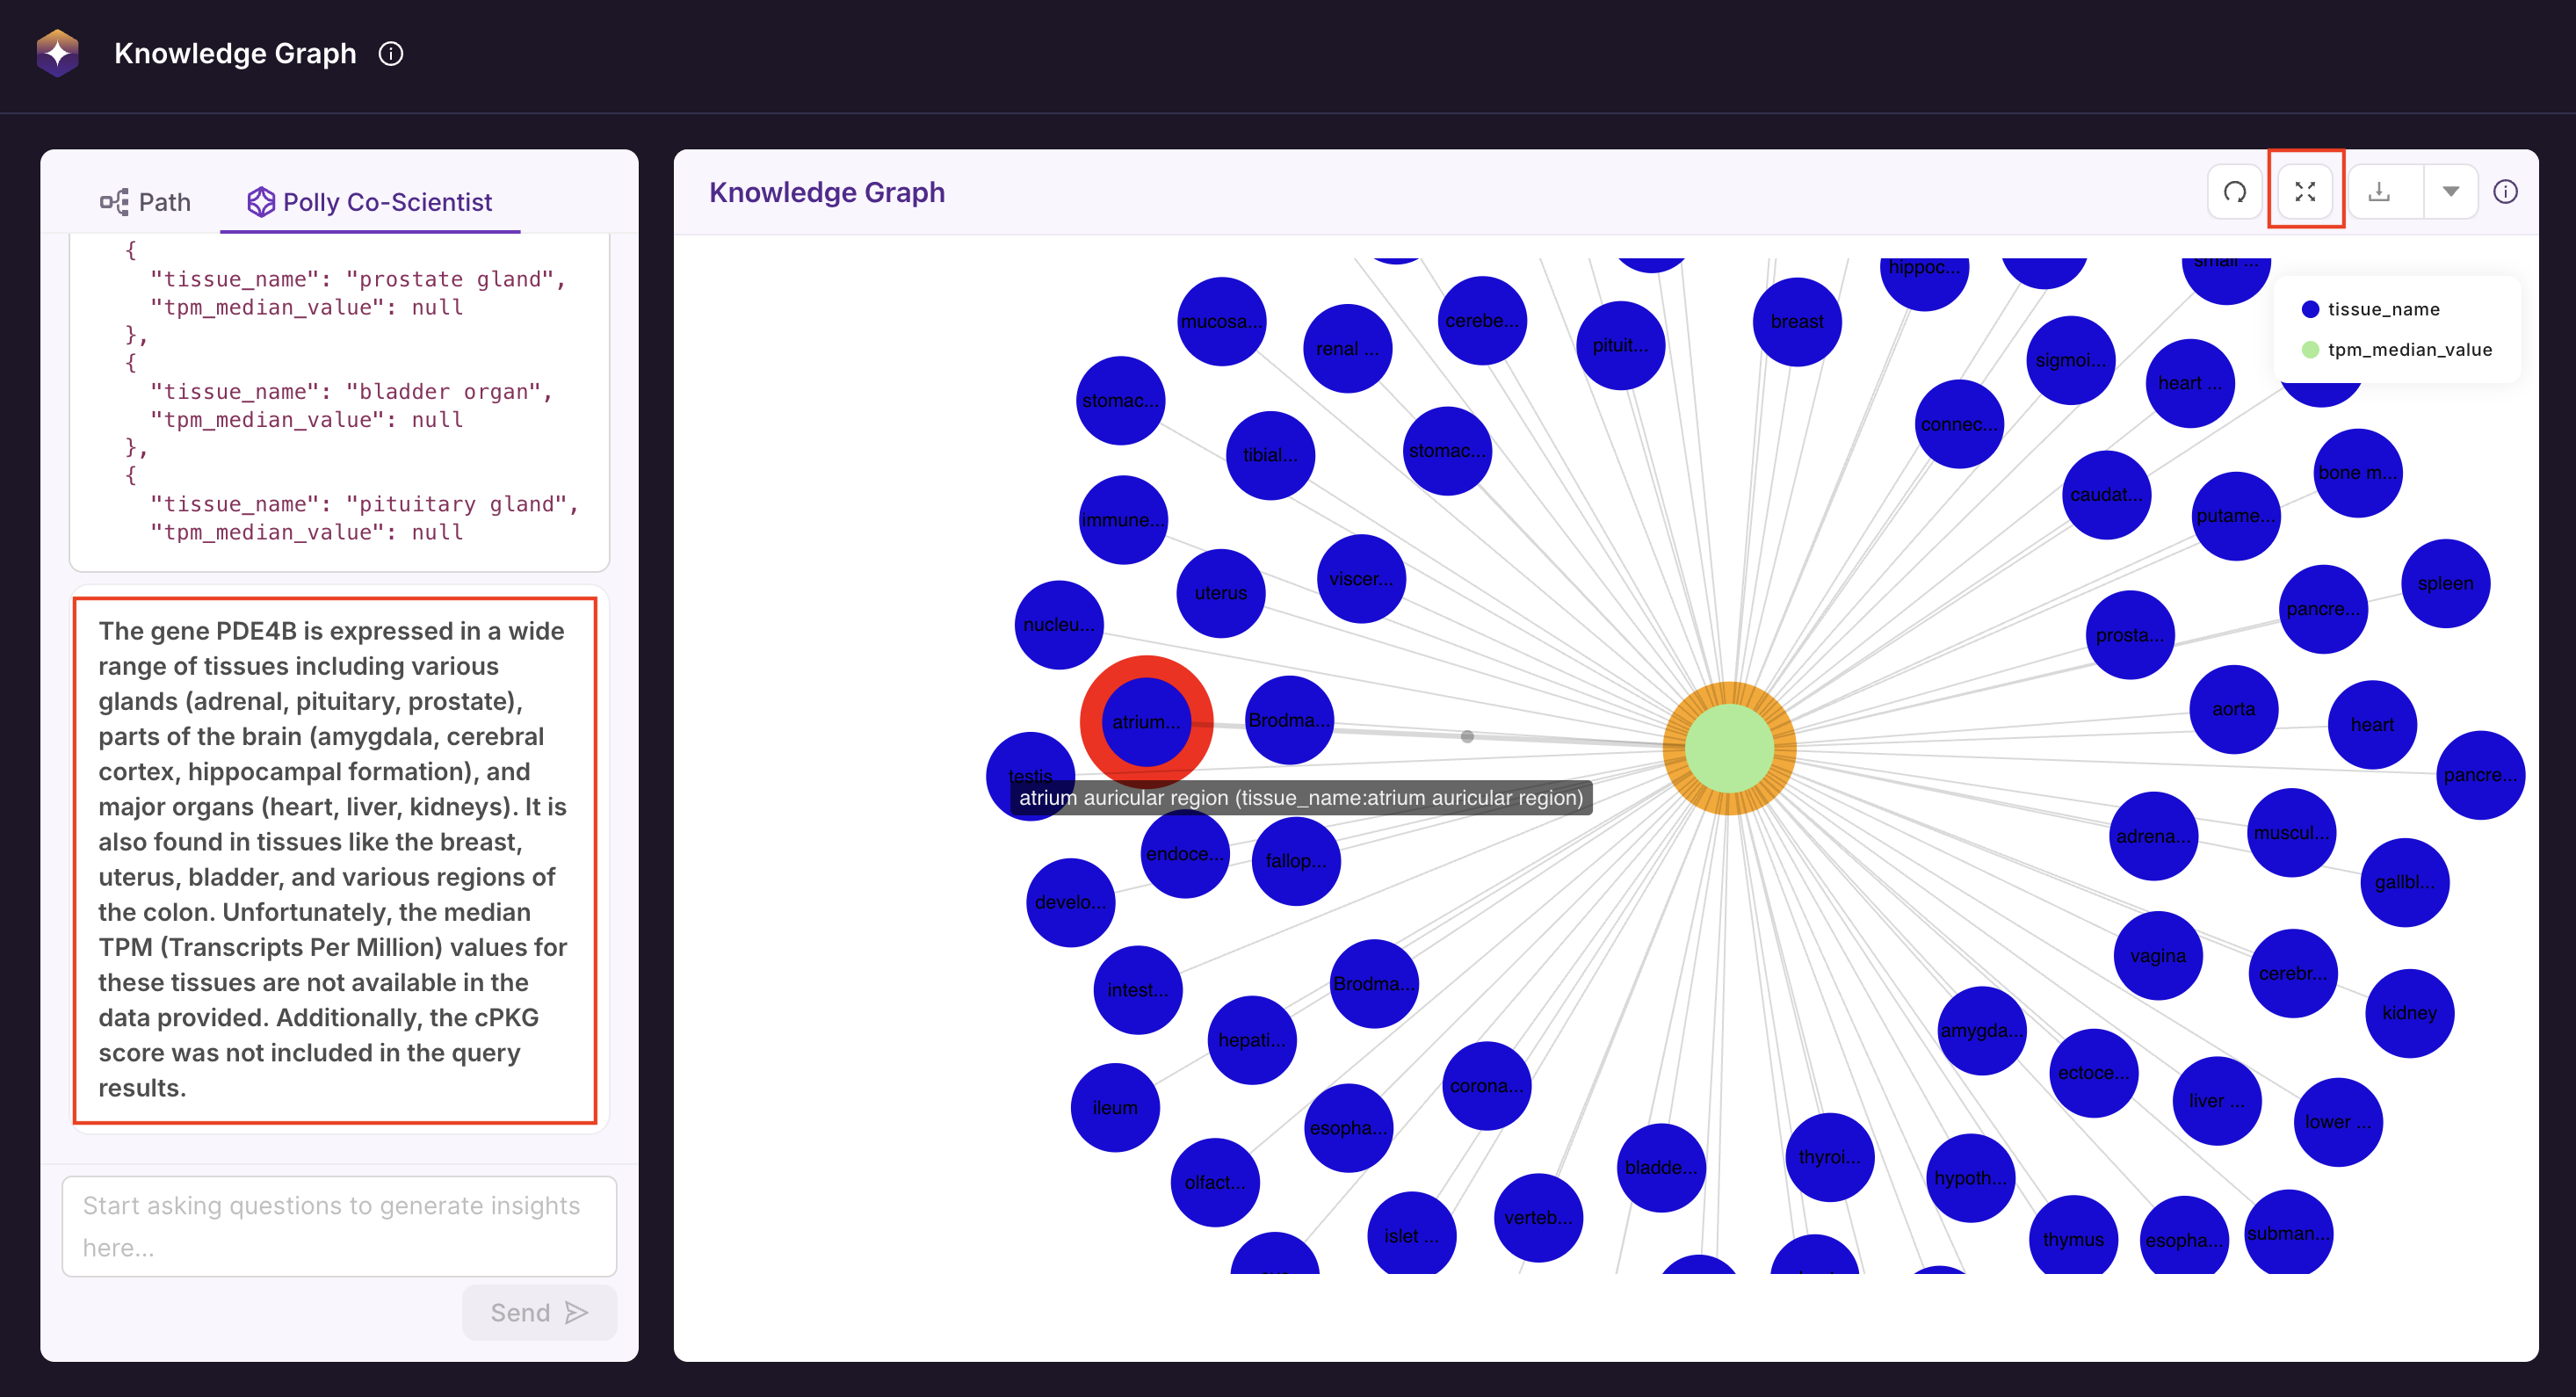 Knowledge Graph
Path
Polly Co-Scientist
{
"tissue_name": "prostate gland",
"tpm_median_value": null
},
{
"tissue_name": "bladder organ",
"tpm_median_value": null
},
{
"tissue_name": "pituitary gland",
"tpm_median_value": null
The gene PDE4B is expressed in a wide
range of tissues including various
glands (adrenal, pituitary, prostate),
parts of the brain (amygdala, cerebral
cortex, hippocampal formation), and
major organs (heart, liver, kidneys). It is
also found in tissues like the breast,
uterus, bladder, and various regions of
the colon. Unfortunately, the median
TPM (Transcripts Per Million) values for
these tissues are not available in the
data provided. Additionally, the cPKG
score was not included in the query
results.
Start asking questions to generate insights
here...
Send
Knowledge Graph
tissue_name
tpm_median_value
hippoc...
small ...
mucosa...
renal ...
cerebe...
pituit...
breast
sigmoi...
heart ...
stomac...
tibial...
stomac...
connec...
bone m...
caudat...
putame...
immune...
uterus
viscer...
spleen
pancre...
nucleu...
prosta...
atrium...
Brodma...
aorta
heart
testis
pancre...
atrium auricular region (tissue_name:atrium auricular region)
endoce...
fallop...
adrena...
muscul...
gallbl...
develo...
intest...
Brodma...
vagina
cerebr...
kidney
hepati...
amygda...
ectoce...
ileum
esopha...
corona...
liver ...
lower ...
olfact...
bladde...
thyroi...
hypoth...
islet ...
verteb...
thymus
esopha...
subman...